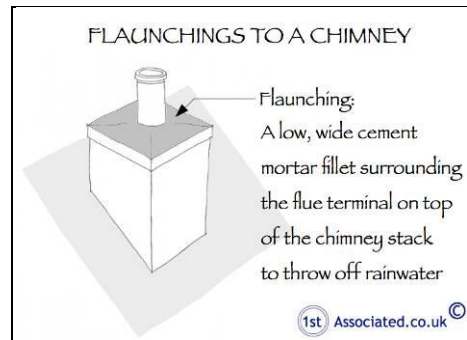 FLAUNCHINGS TO A CHIMNEY
Flaunching:
A low, wide cement
mortar fillet surrounding
the flue terminal on top
of the chimney stack
to throw off rainwater
1st Associated.co.uk ©